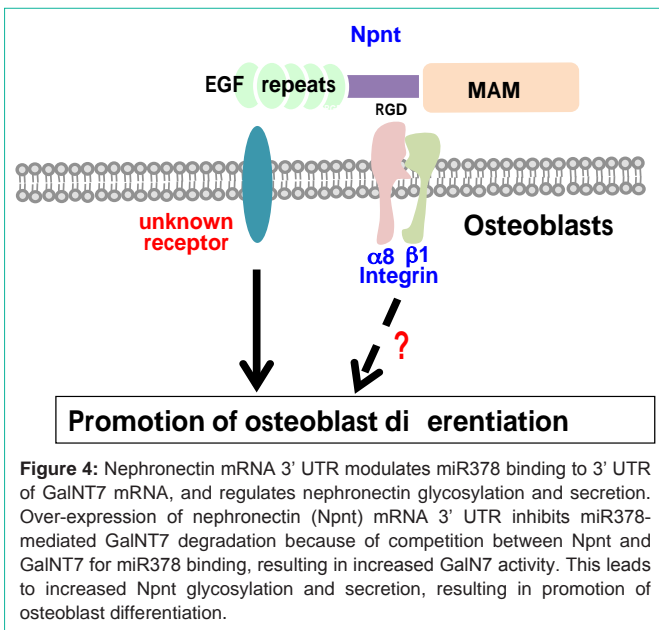 Npnt
EGF repeats
MAM
RGD
unknown
receptor
Osteoblasts
α8 β1
Integrin
?
Promotion of osteoblast di erentiation
Figure 4: Nephronectin mRNA 3’ UTR modulates miR378 binding to 3’ UTR
of GalNT7 mRNA, and regulates nephronectin glycosylation and secretion.
Over-expression of nephronectin (Npnt) mRNA 3’ UTR inhibits miR378-
mediated GalNT7 degradation because of competition between Npnt and
GalNT7 for miR378 binding, resulting in increased GalN7 activity. This leads
to increased Npnt glycosylation and secretion, resulting in promotion of
osteoblast differentiation.